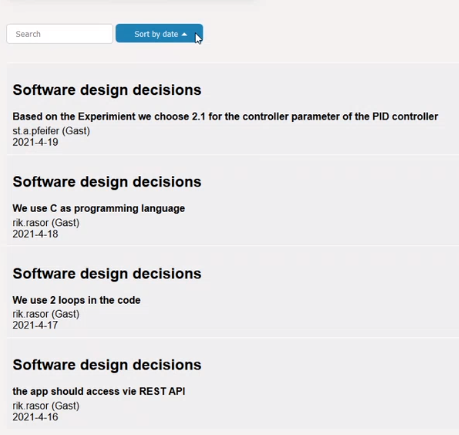 Search
Sort by date
Software design decisions
Based on the Experimient we choose 2.1 for the controller parameter of the PID controller
st.a.pfeifer (Gast)
2021-4-19
Software design decisions
We use C as programming language
rik.rasor (Gast)
2021-4-18
Software design decisions
We use 2 loops in the code
rik.rasor (Gast)
2021-4-17
Software design decisions
the app should access vie REST API
rik.rasor (Gast)
2021-4-16